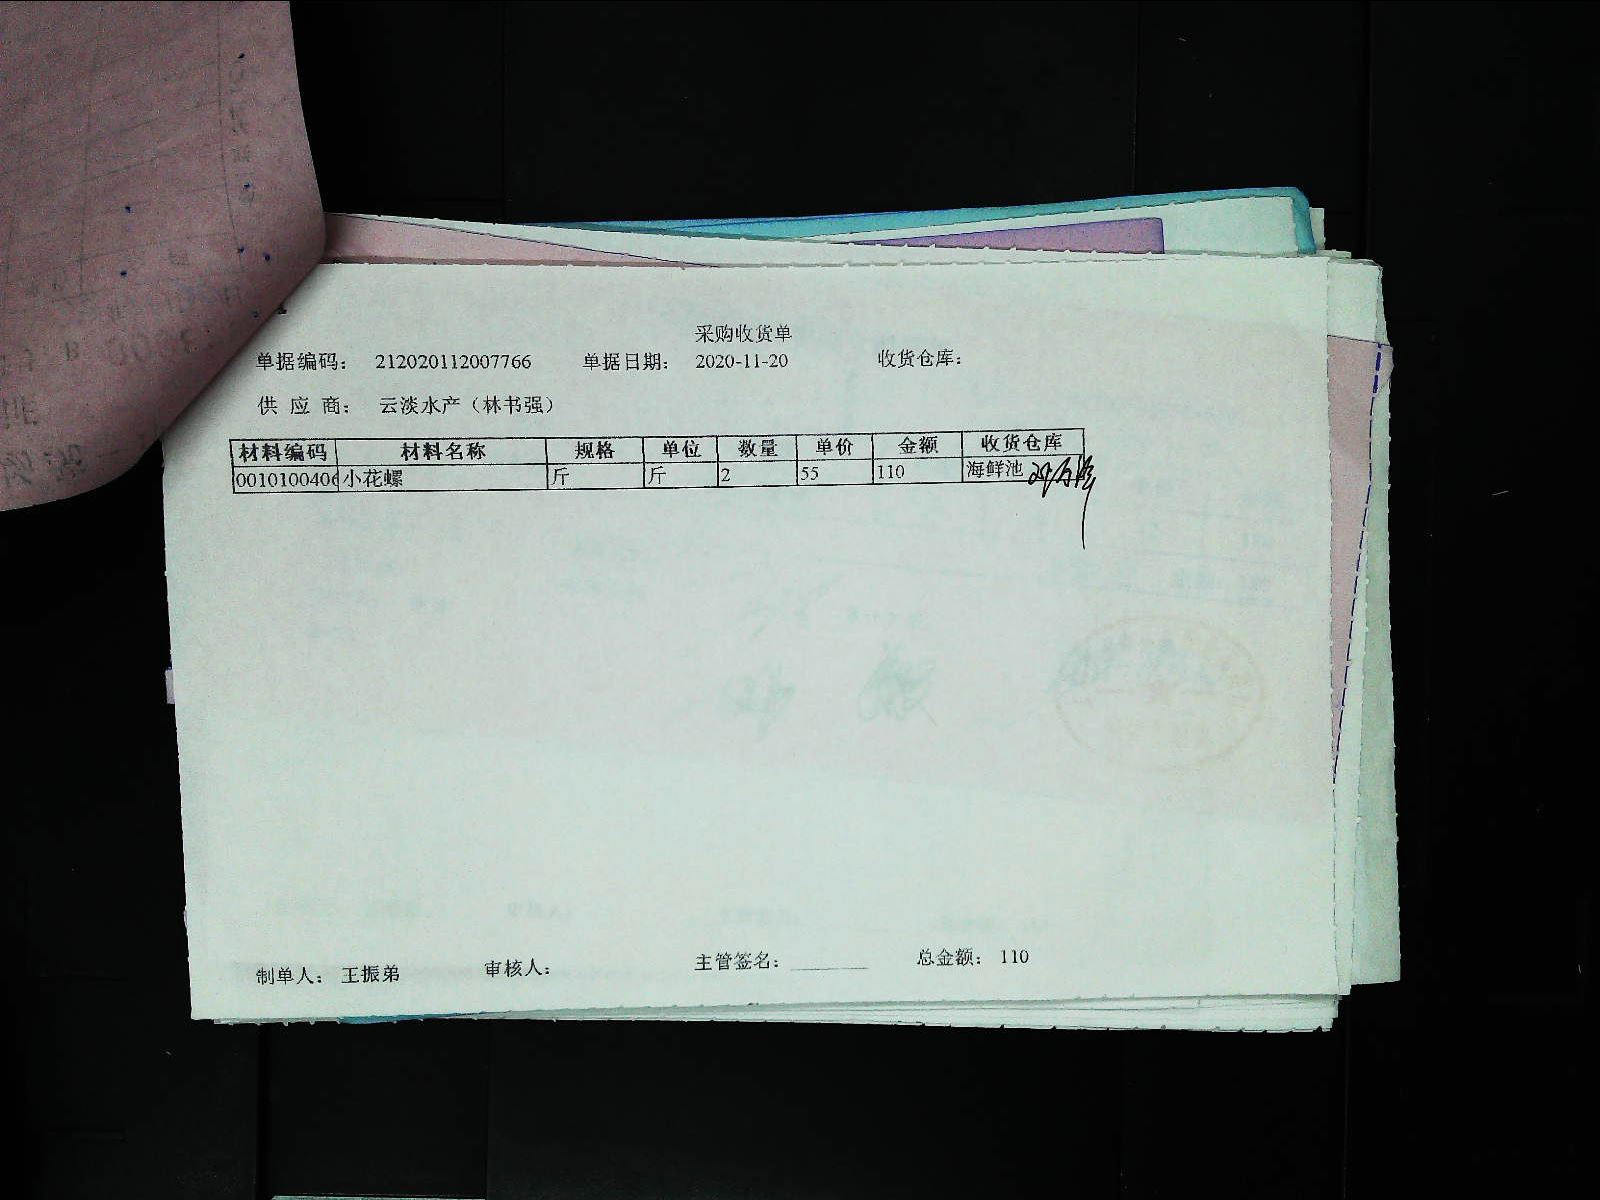 采购收货单
单据编码： 212020112007766 单据日期： 2020-11-20 收货仓库：
供 应 商： 云淡水产（林书强）
材料编码 材料名称 规格 单位 数量 单价 金额 收货仓库
0010100406 小花螺 斤 斤 2 55 110 海鲜池
制单人： 王振弟 审核人： 主管签名： ________ 总金额： 110